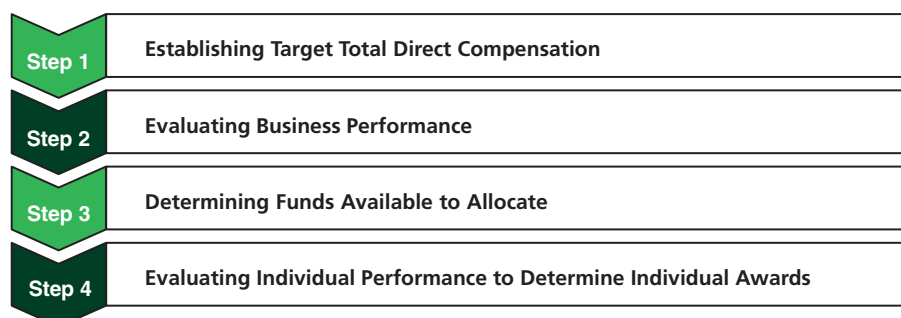 Step 1
Establishing Target Total Direct Compensation
Step 2
Evaluating Business Performance
Step 3
Determining Funds Available to Allocate
Step 4
Evaluating Individual Performance to Determine Individual Awards